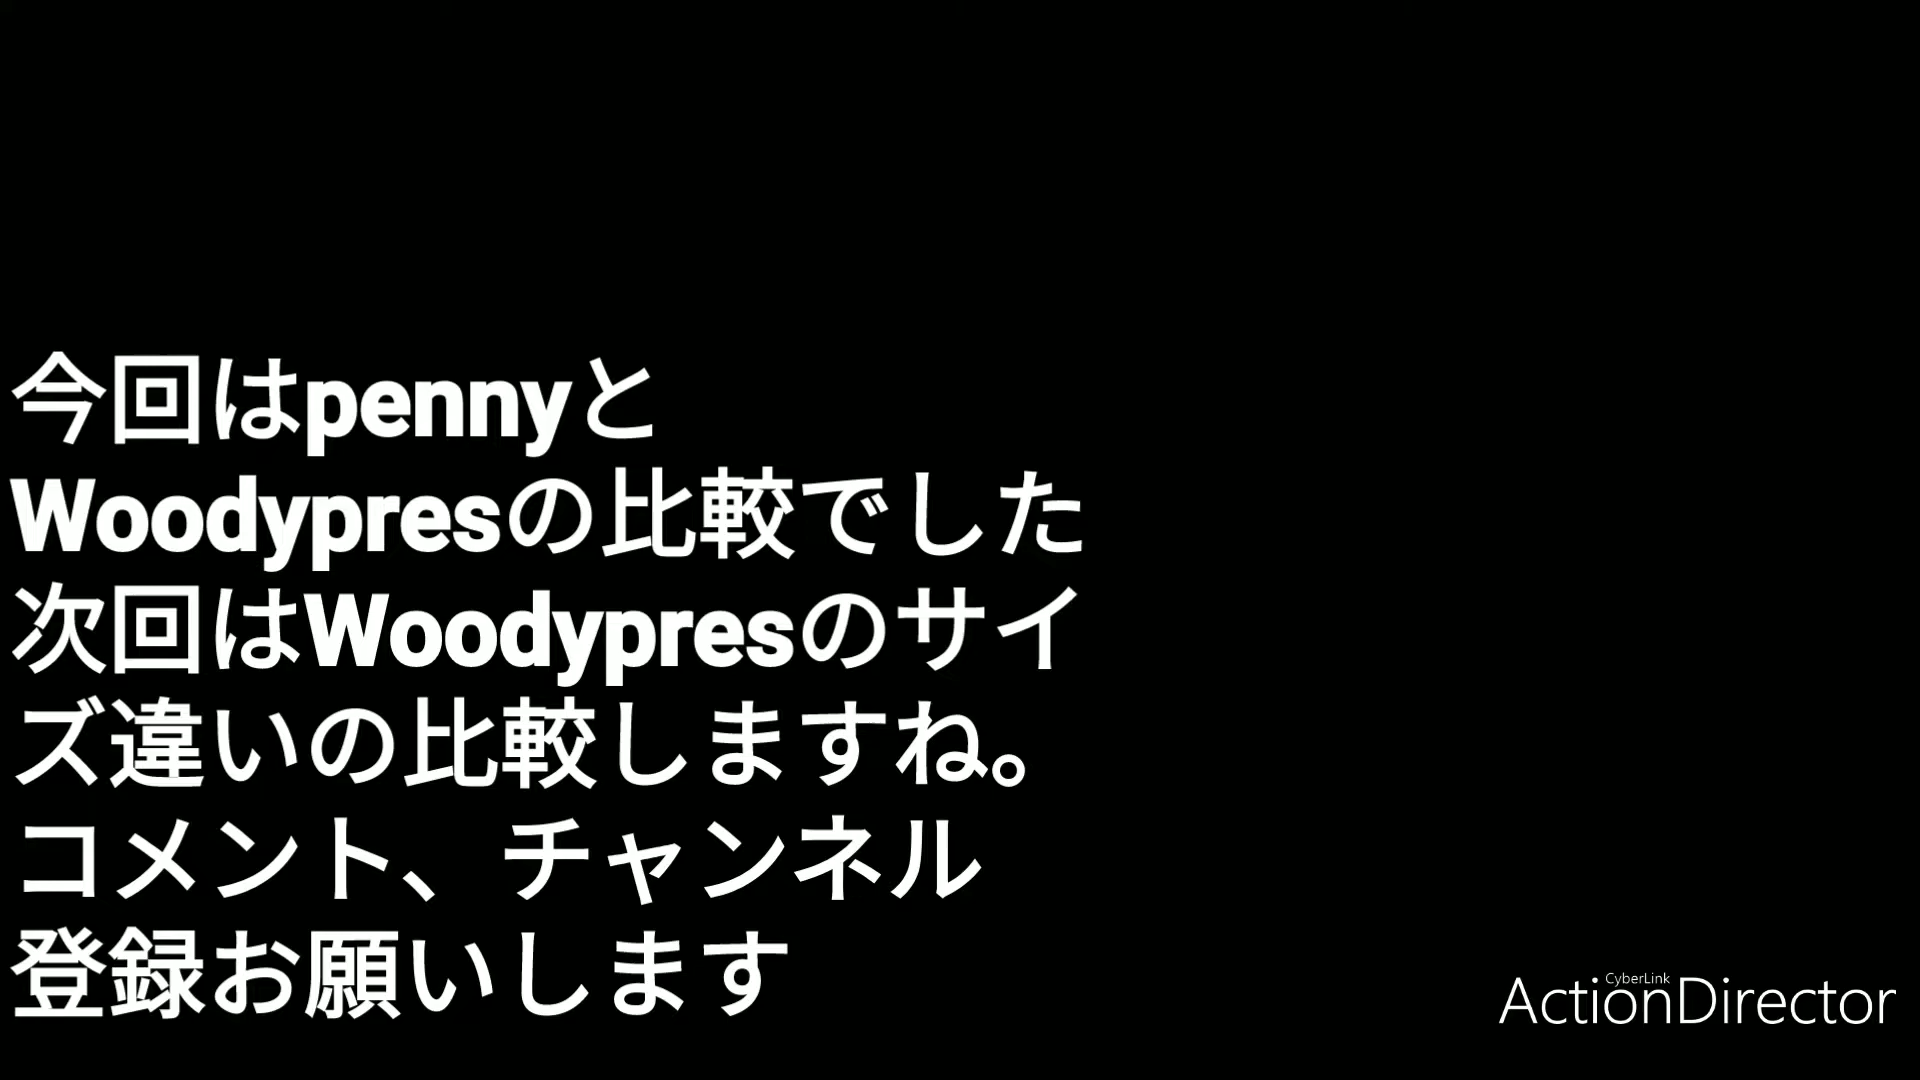 今回はpennyと
Woodypresの比較でした
次回はWoodypresのサイ
ズ違いの比較しますね。
コメント、チャンネル
登録お願いします
CyberLink
ActionDirector